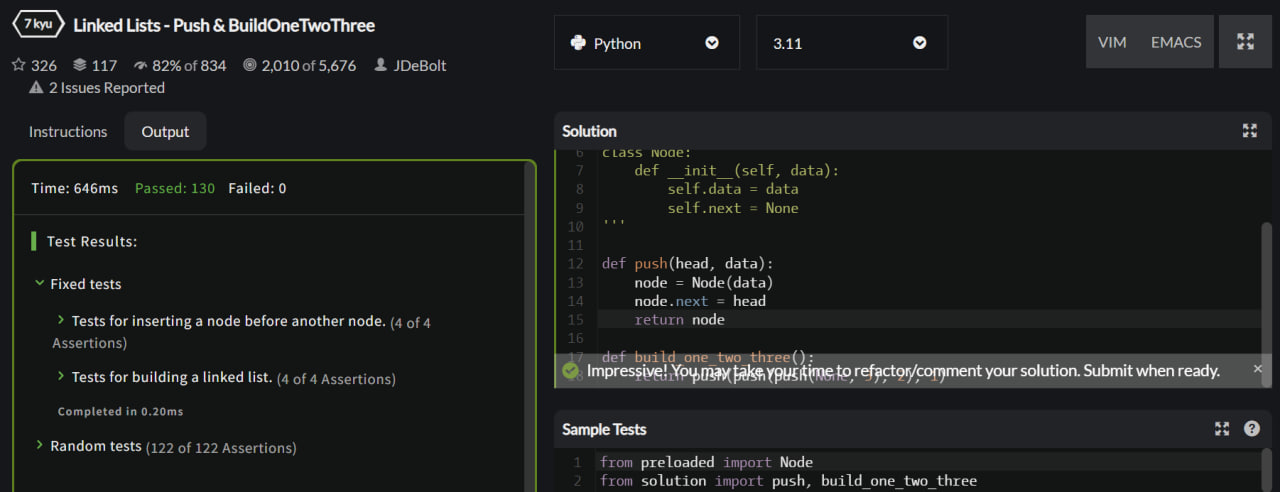 7 kyu Linked Lists - Push & BuildOneTwoThree
326 117 82% of 834 2,010 of 5,676 JDeBolt
2 Issues Reported
Instructions Output
Time: 646ms Passed: 130 Failed: 0
Test Results:
Fixed tests
Tests for inserting a node before another node. (4 of 4
Assertions)
Tests for building a linked list. (4 of 4 Assertions)
Completed in 0.20ms
Random tests (122 of 122 Assertions)
Python 3.11 VIM EMACS
Solution
6 class Node:
7 def __init__(self, data):
8 self.data = data
9 self.next = None
10 '''
11
12 def push(head, data):
13 node = Node(data)
14 node.next = head
15 return node
16
17 def build_one_two_three():
18 return push(push(push(None, 3), 2), 1)
Impressive! You may take your time to refactor/comment your solution. Submit when ready. ×
Sample Tests ?
1 from preloaded import Node
2 from solution import push, build_one_two_three